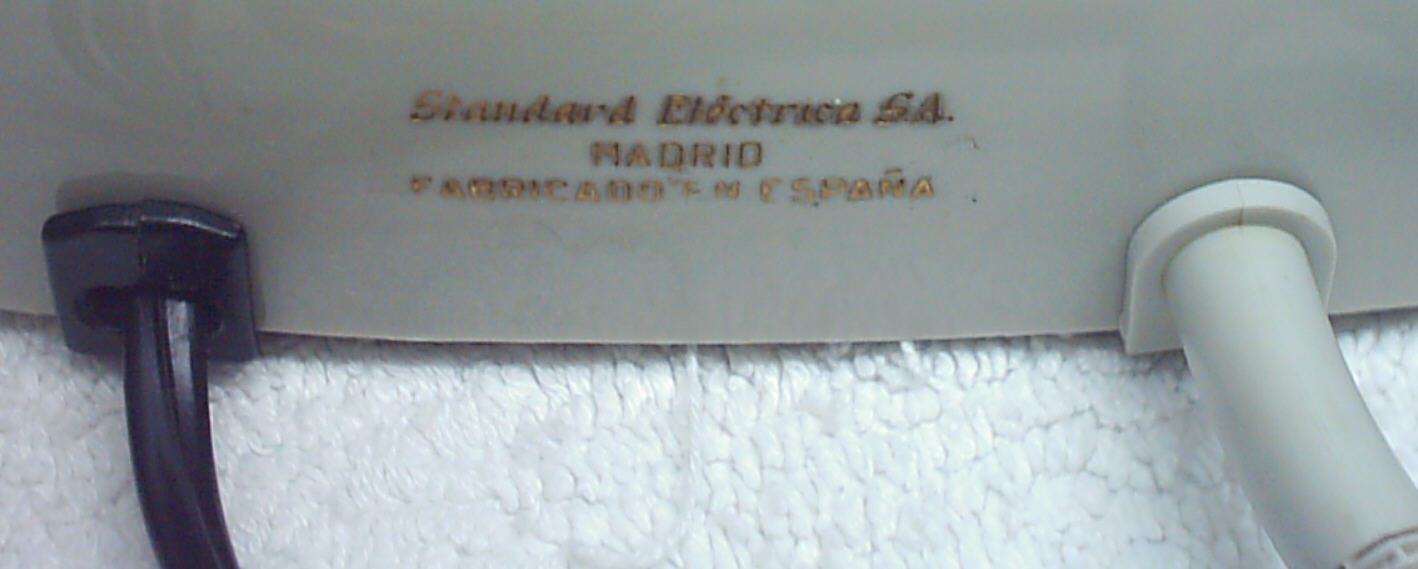 Standard Eléctrica S.A.
MADRID
FABRICADO EN ESPAÑA